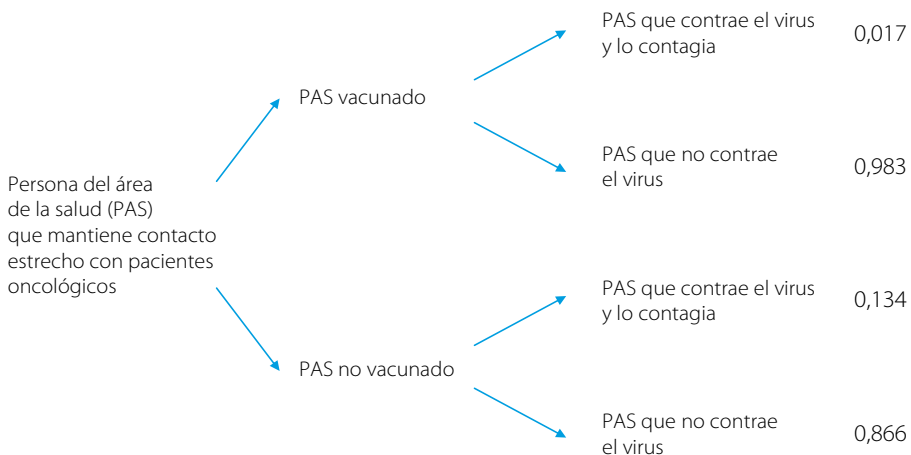 Persona del área
de la salud (PAS)
que mantiene contacto
estrecho con pacientes
oncológicos
PAS vacunado
PAS que contrae el virus
y lo contagia
0,017
PAS que no contrae
el virus
0,983
PAS no vacunado
PAS que contrae el virus
y lo contagia
0,134
PAS que no contrae
el virus
0,866